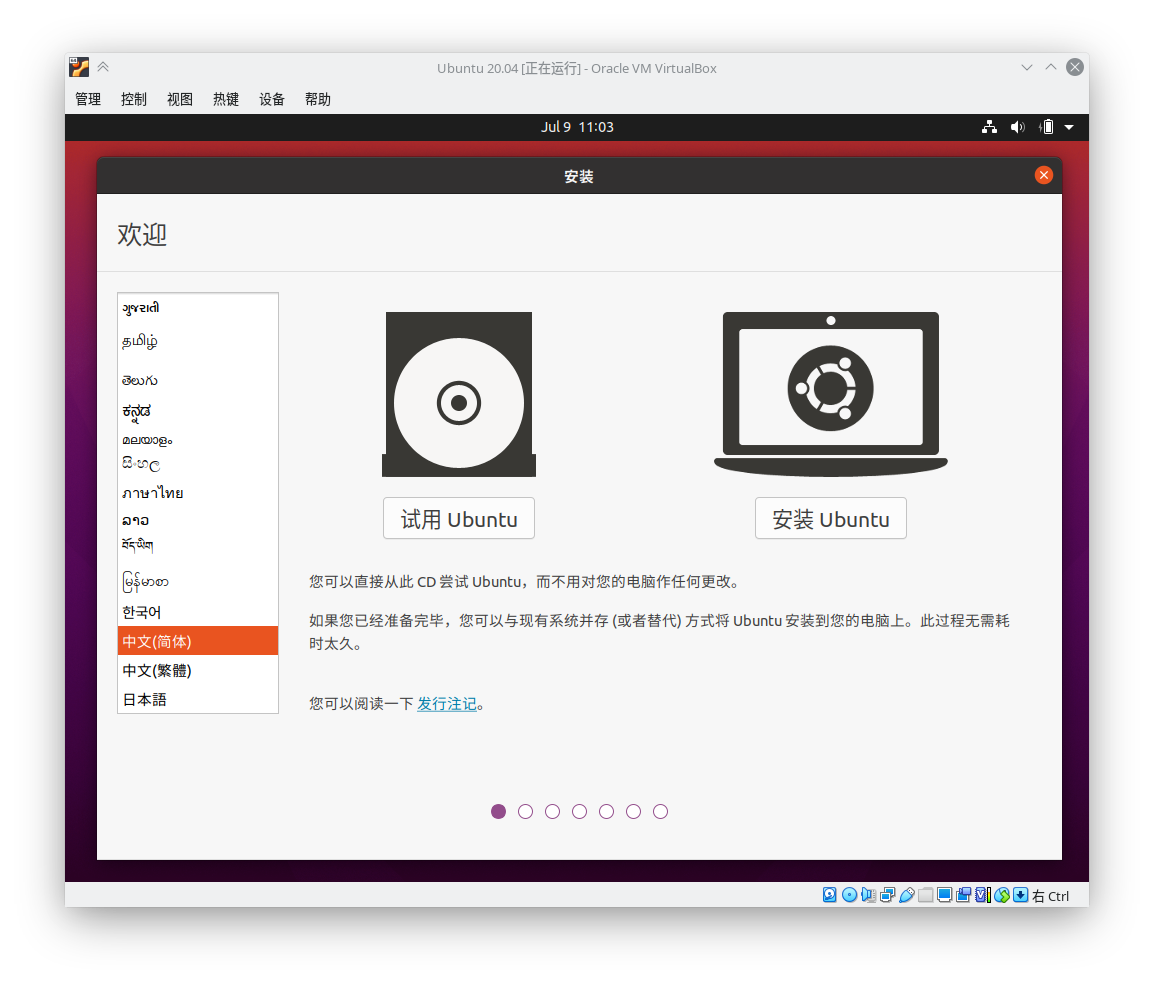 Ubuntu 20.04 [正在运行] - Oracle VM VirtualBox
管理 控制 视图 热键 设备 帮助
Jul 9 11:03
安装
欢迎
ગુજરાતી
தமிழ்
తెలుగు
ಕನ್ನಡ
മലയാളം
සිංහල
ภาษาไทย
ລາວ
བོད་ཡིག
မြန်မာစာ
한국어
中文(简体)
中文(繁體)
日本語
试用 Ubuntu
安装 Ubuntu
您可以直接从此 CD 尝试 Ubuntu，而不用对您的电脑作任何更改。
如果您已经准备完毕，您可以与现有系统并存 (或者替代) 方式将 Ubuntu 安装到您的电脑上。此过程无需耗
时太久。
您可以阅读一下 发行注记。
右 Ctrl